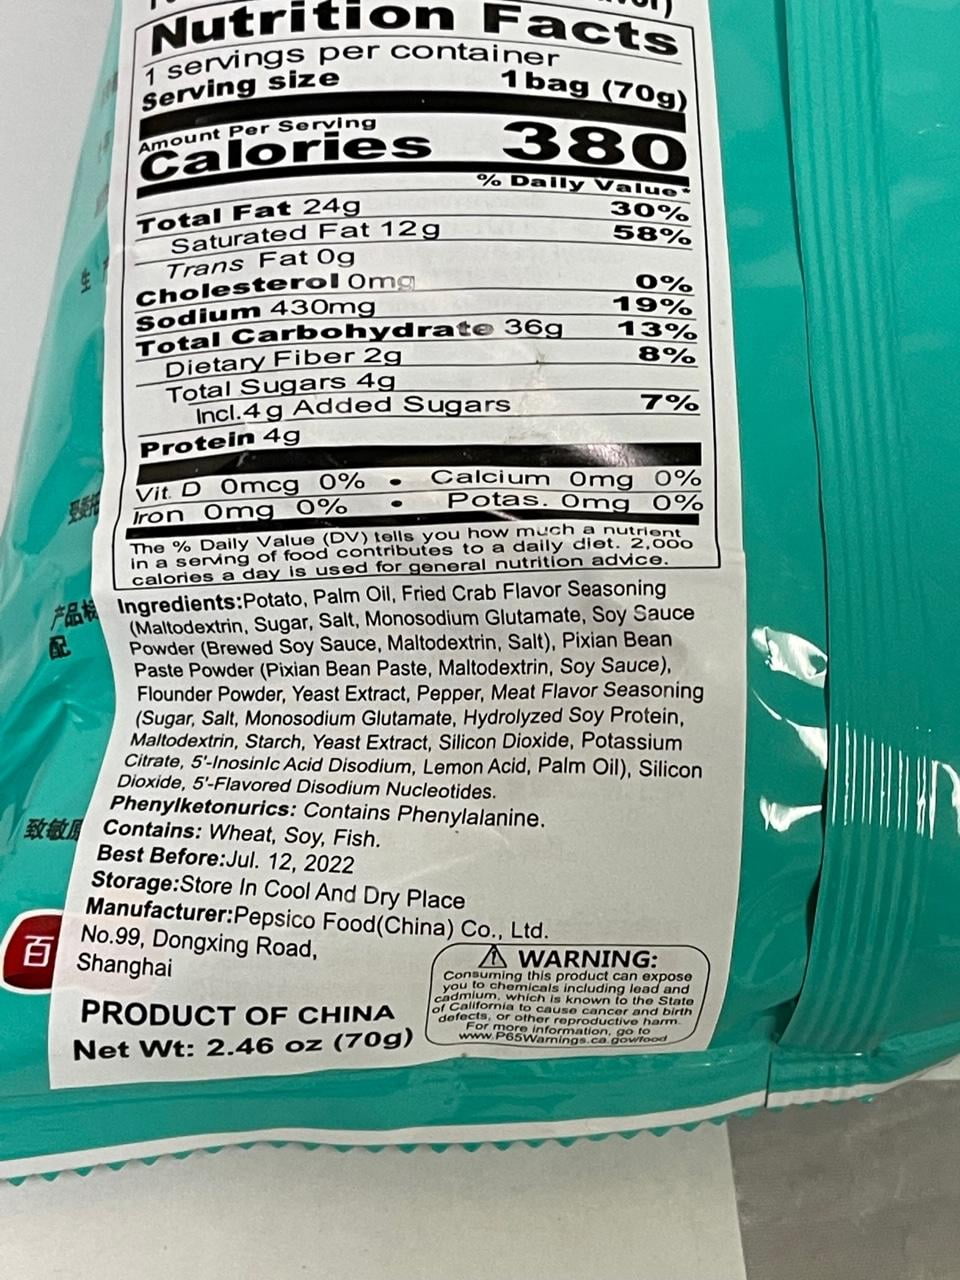 Nutrition Facts
1 servings per container
Serving size 1bag (70g)
Amount Per Serving
Calories 380
% Daily Value*
Total Fat 24g 30%
Saturated Fat 12g 58%
Trans Fat 0g
Cholesterol 0mg 0%
Sodium 430mg 19%
Total Carbohydrate 36g 13%
Dietary Fiber 2g 8%
Total Sugars 4g
Incl.4g Added Sugars 7%
Protein 4g
Vit. D 0mcg 0% • Calcium 0mg 0%
Iron 0mg 0% • Potas. 0mg 0%
The % Daily Value (DV) tells you how much a nutrient
in a serving of food contributes to a daily diet. 2,000
calories a day is used for general nutrition advice.
Ingredients:Potato, Palm Oil, Fried Crab Flavor Seasoning
(Maltodextrin, Sugar, Salt, Monosodium Glutamate, Soy Sauce
Powder (Brewed Soy Sauce, Maltodextrin, Salt), Pixian Bean
Paste Powder (Pixian Bean Paste, Maltodextrin, Soy Sauce),
Flounder Powder, Yeast Extract, Pepper, Meat Flavor Seasoning
(Sugar, Salt, Monosodium Glutamate, Hydrolyzed Soy Protein,
Maltodextrin, Starch, Yeast Extract, Silicon Dioxide, Potassium
Citrate, 5'-Inosinic Acid Disodium, Lemon Acid, Palm Oil), Silicon
Dioxide, 5'-Flavored Disodium Nucleotides.
Phenylketonurics: Contains Phenylalanine.
Contains: Wheat, Soy, Fish.
Best Before:Jul. 12, 2022
Storage:Store In Cool And Dry Place
Manufacturer:Pepsico Food(China) Co., Ltd.
No.99, Dongxing Road,
Shanghai
PRODUCT OF CHINA
Net Wt: 2.46 oz (70g)
WARNING:
Consuming this product can expose
you to chemicals including lead and
cadmium, which is known to the State
of California to cause cancer and birth
defects, or other reproductive harm.
For more information, go to
www.P65Warnings.ca.gov/food
生
产品
配
致敏原
百